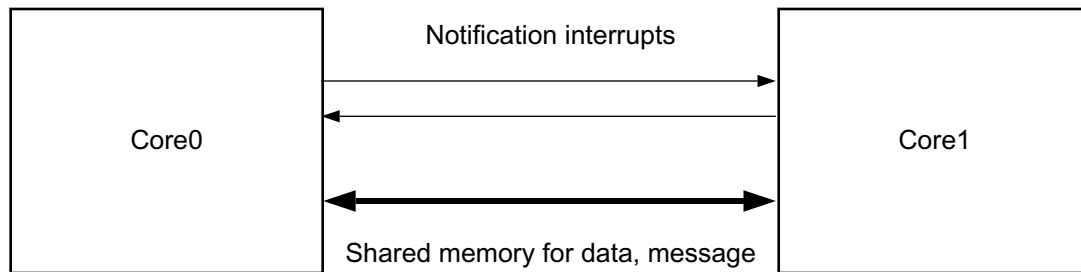 Notification interrupts
Core0
Core1
Shared memory for data, message